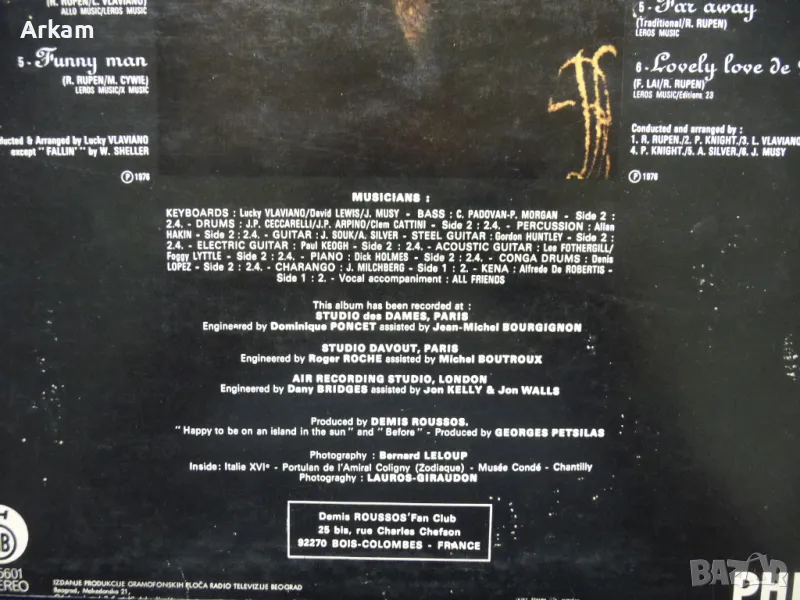 Arkam
ALLO MUSIC/LEROS MUSIC
5 - Funny man
(R. RUPEN/M. CYWIE)
LEROS MUSIC/X MUSIC
ucted & Arranged by Lucky VLAVIANO
except "FALLIN'" by W. SHELLER
Ⓟ 1976
5 - Far away
(Traditional/R. RUPEN)
LEROS MUSIC
6 - Lovely love de
(F. LAI/R. RUPEN)
LEROS MUSIC/Editions 23
Conducted and arranged by :
1. R. RUPEN./2. P. KNIGHT./3. L. VLAVIANO
4. P. KNIGHT./5. A. SILVER./6. J. MUSY
Ⓟ 1976
MUSICIANS :
KEYBOARDS : Lucky VLAVIANO/David LEWIS/J. MUSY - BASS : C. PADOVAN-P. MORGAN - Side 2 :
2.4. - DRUMS : J.P. CECCARELLI/J.P. ARPINO/Clem CATTINI - Side 2 : 2.4. - PERCUSSION : Allan
HAKIN - Side 2 : 2.4. - GUITAR : J. SOUK/A. SILVER - STEEL GUITAR : Gordon HUNTLEY - Side 2 :
2.4. - ELECTRIC GUITAR : Paul KEOGH - Side 2 : 2.4. - ACOUSTIC GUITAR : Lee FOTHERGILL/
Foggy LYTTLE - Side 2 : 2.4. - PIANO : Dick HOLMES - Side 2 : 2.4. - CONGA DRUMS : Denis
LOPEZ - Side 2 : 2.4. - CHARANGO : J. MILCHBERG - Side 1 : 2. - KENA : Alfredo De ROBERTIS -
Side 1 : 2. - Vocal accompaniment : ALL FRIENDS
This album has been recorded at :
STUDIO des DAMES, PARIS
Engineered by Dominique PONCET assisted by Jean-Michel BOURGIGNON
STUDIO DAVOUT, PARIS
Engineered by Roger ROCHE assisted by Michel BOUTROUX
AIR RECORDING STUDIO, LONDON
Engineered by Dany BRIDGES assisted by Jon KELLY & Jon WALLS
Produced by DEMIS ROUSSOS.
"Happy to be on an island in the sun" and "Before" - Produced by GEORGES PETSILAS
Photography : Bernard LELOUP
Inside : Italie XVIe - Portulan de l'Amiral Coligny (Zodiaque) - Musée Condé - Chantilly
Photograghy : LAUROS-GIRAUDON
Demis ROUSSOS'Fan Club
25 bis, rue Charles Chefson
92270 BOIS-COLOMBES - FRANCE
B
5601
STEREO
IZDANJE PRODUKCIJE GRAMOFONSKIH PLOČA RADIO TELEVIZIJE BEOGRAD
Beograd, Makedonska 21,
BAZAR
PHI